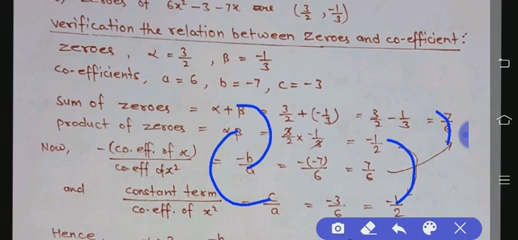 zeroes of 6x² - 3 - 7x are (3/2, -1/3)
verification the relation between zeroes and co-efficient:
zeroes, α = 3/2, β = -1/3
co-efficients, a = 6, b = -7, c = -3
Sum of zeroes = α+β = 3/2 + (-1/3) = 3/2 - 1/3 = 7/6
product of zeroes = αβ = 3/2 × -1/3 = -1/2
Now, -(co. eff. of x)/(co eff of x²) = -b/a = -(-7)/6 = 7/6
and constant term/co-eff. of x² = c/a = -3/6 = -1/2
Hence